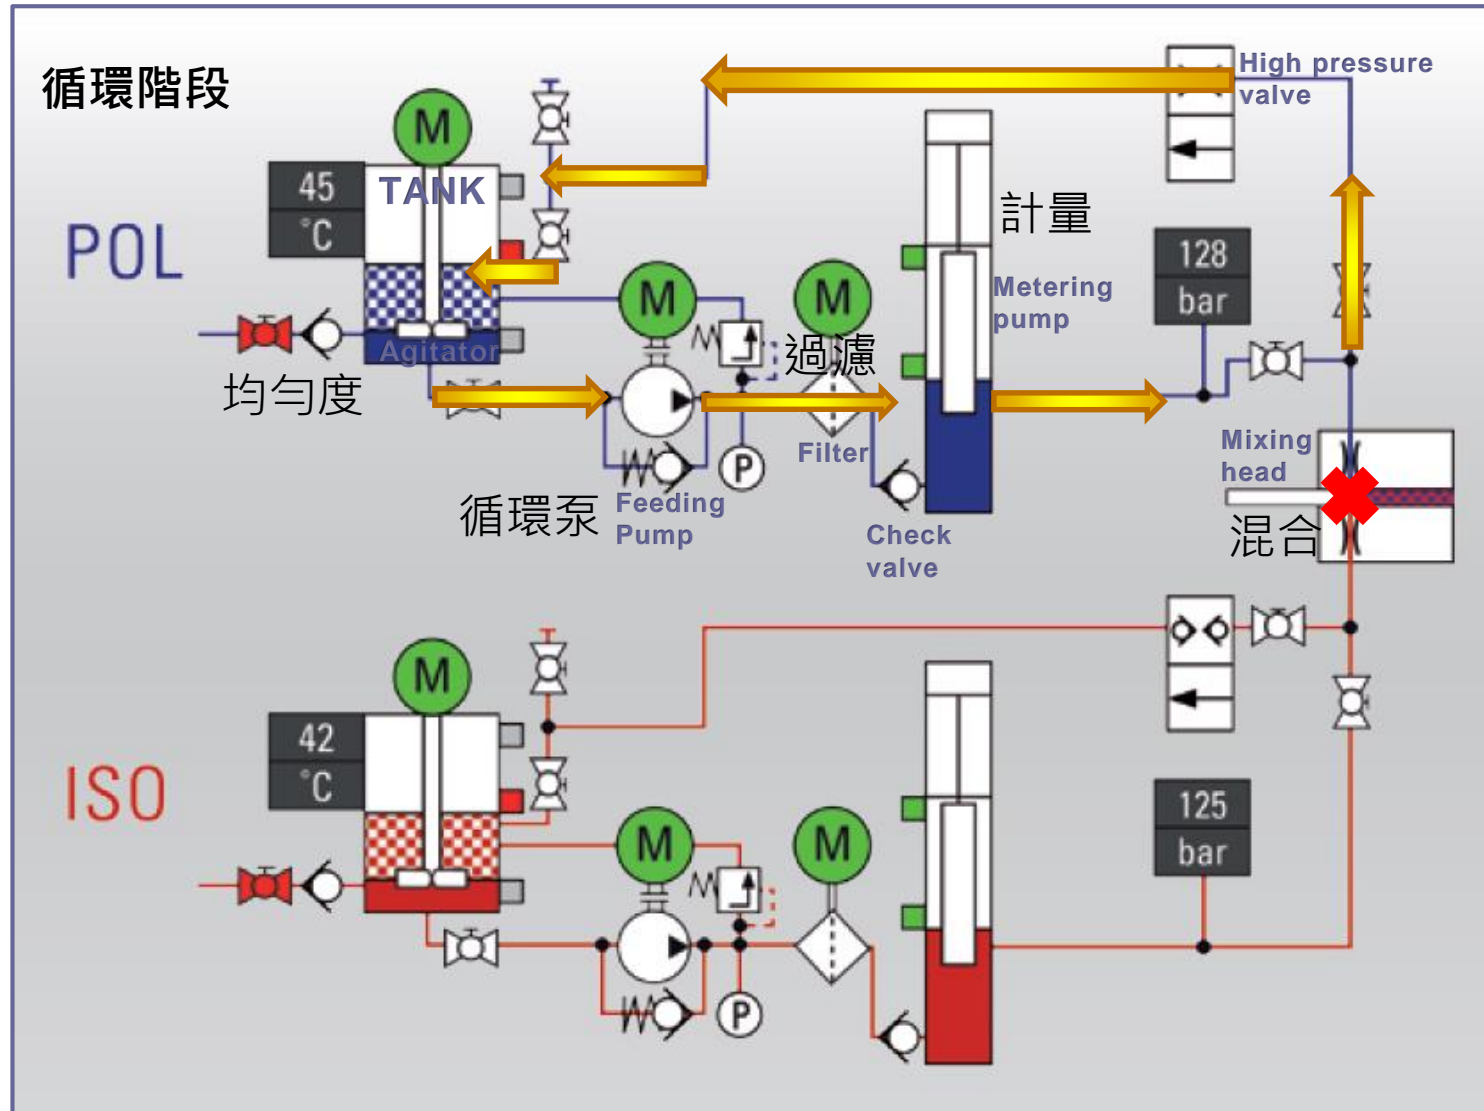 循環階段
High pressure
valve
M
45
°C
TANK
POL
計量
128
bar
M
M
Metering
pump
Agitator
過濾
均勻度
Mixing
head
Filter
P
循環泵
Feeding
Pump
混合
Check
valve
M
42
°C
ISO
125
bar
M
M
P